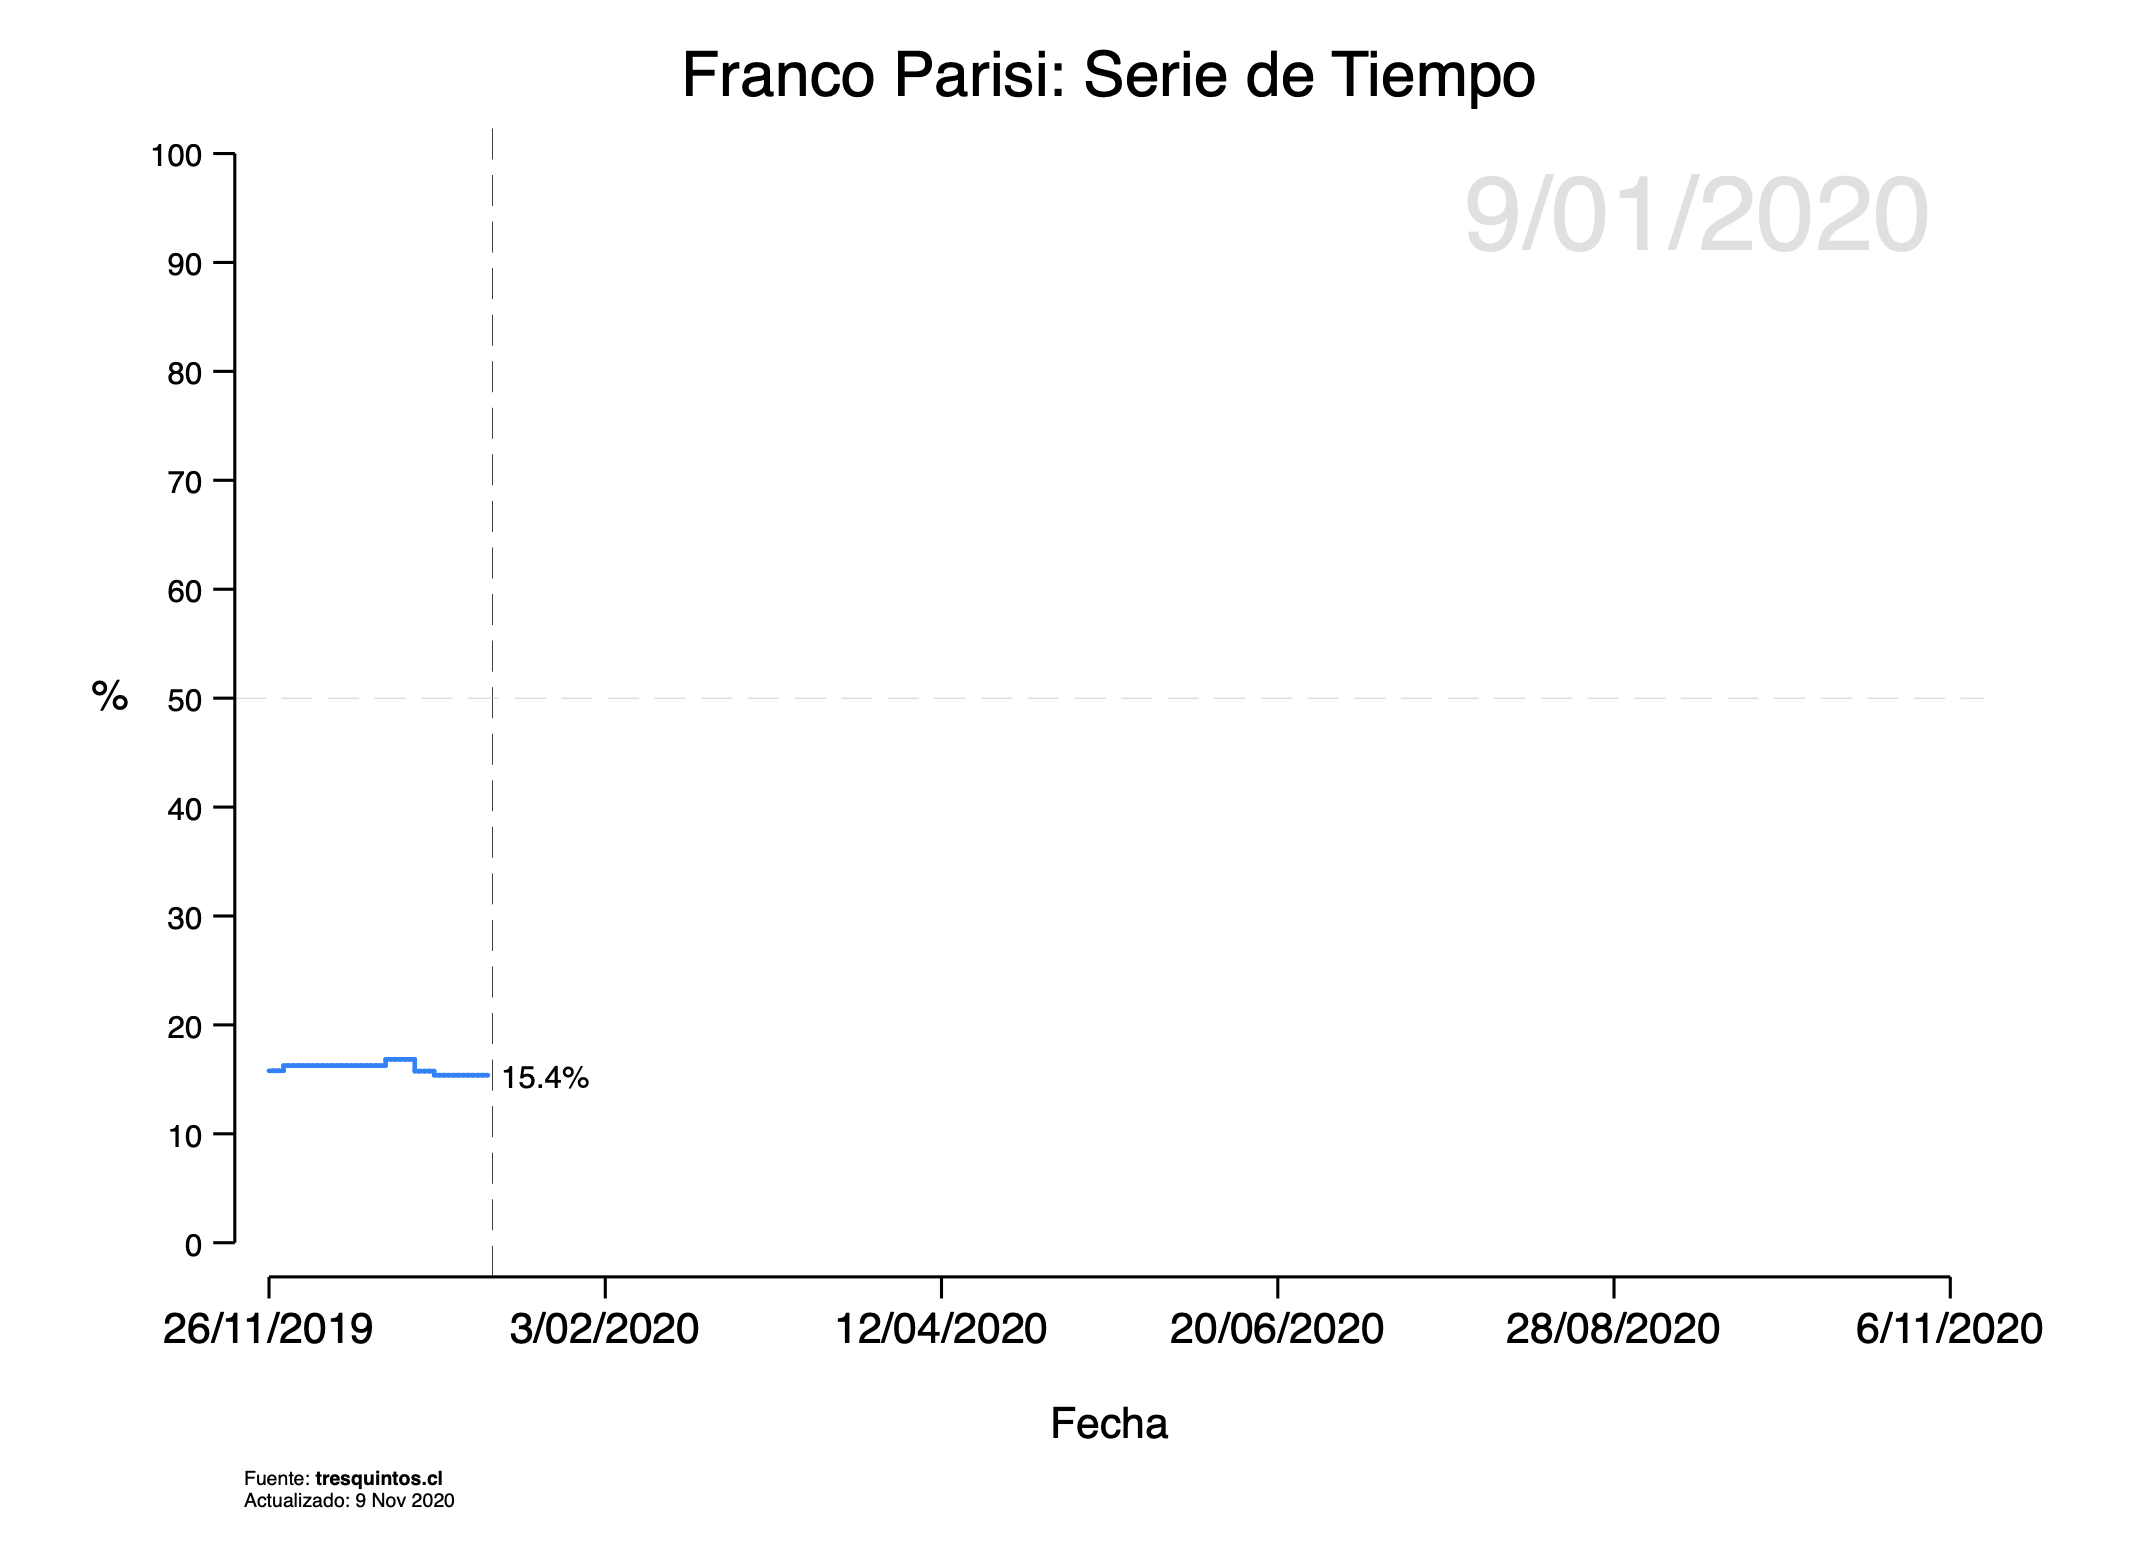 Franco Parisi: Serie de Tiempo
9/01/2020
100
90
80
70
60
50
40
30
20
10
0
%
15.4%
26/11/2019 3/02/2020 12/04/2020 20/06/2020 28/08/2020 6/11/2020
Fecha
Fuente: tresquintos.cl
Actualizado: 9 Nov 2020